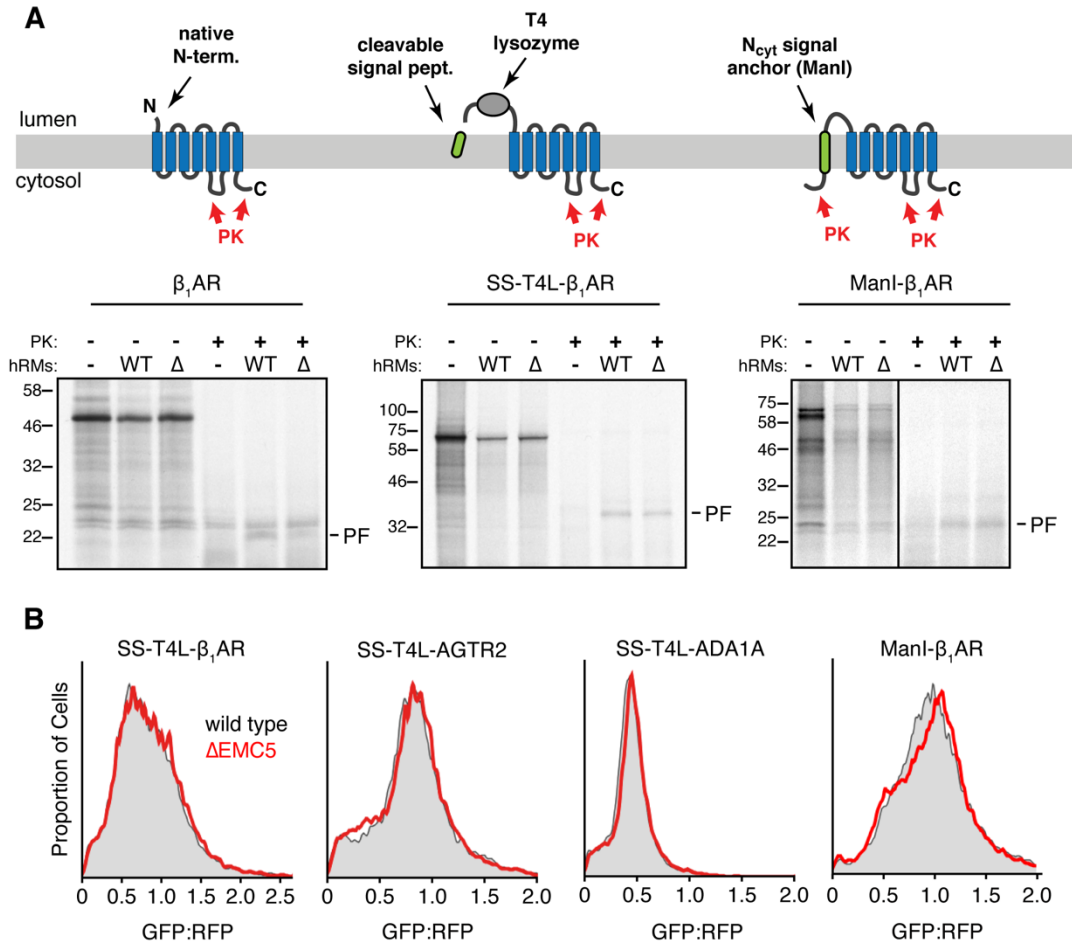 A
native
N-term.
cleavable
signal pept.
T4
lysozyme
Ncyt signal
anchor (ManI)
N
lumen
cytosol
C
C
C
PK
PK
PK
PK
β1AR
SS-T4L-β1AR
ManI-β1AR
PK: - - - + + +
hRMs: - WT Δ - WT Δ
58
46
32
25
22
PF
PK: - - - + + +
hRMs: - WT Δ - WT Δ
100
75
58
46
32
PF
PK: - - - + + +
hRMs: - WT Δ - WT Δ
75
58
46
32
25
22
PF
B
SS-T4L-β1AR
SS-T4L-AGTR2
SS-T4L-ADA1A
ManI-β1AR
wild type
ΔEMC5
Proportion of Cells
0 0.5 1.0 1.5 2.0 2.5
0 0.5 1.0 1.5 2.0
0 0.5 1.0 1.5 2.0
0 0.5 1.0 1.5 2.0
GFP:RFP
GFP:RFP
GFP:RFP
GFP:RFP